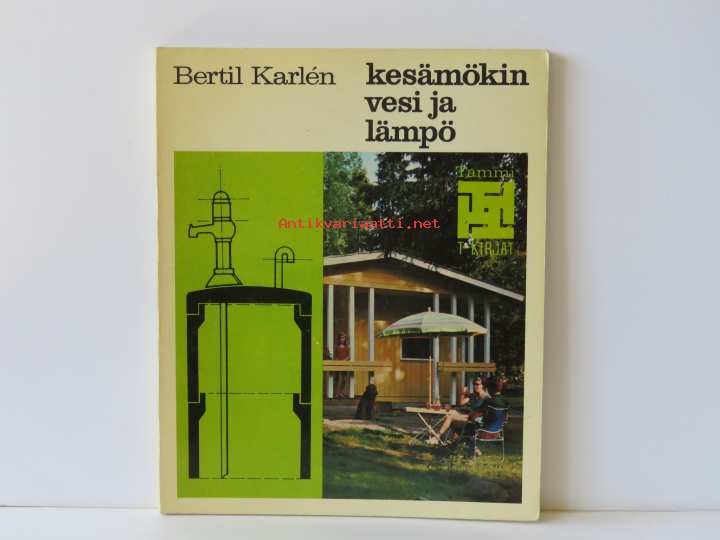 Bertil Karlén
kesämökin
vesi ja
lämpö
Tammi
T-KIRJAT
Antikvariaatti.net